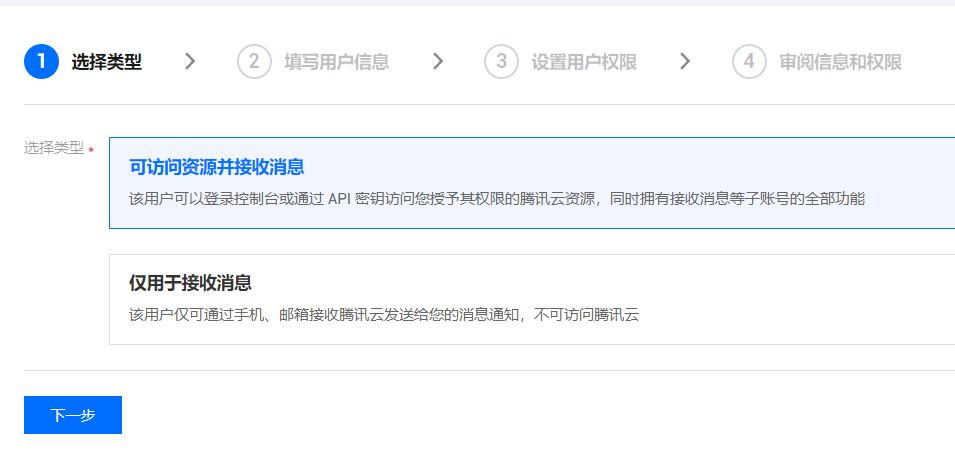 1 选择类型 > 2 填写用户信息 > 3 设置用户权限 > 4 审阅信息和权限
选择类型 *
可访问资源并接收消息
该用户可以登录控制台或通过 API 密钥访问您授予其权限的腾讯云资源，同时拥有接收消息等子账号的全部功能
仅用于接收消息
该用户仅可通过手机、邮箱接收腾讯云发送给您的消息通知，不可访问腾讯云
下一步